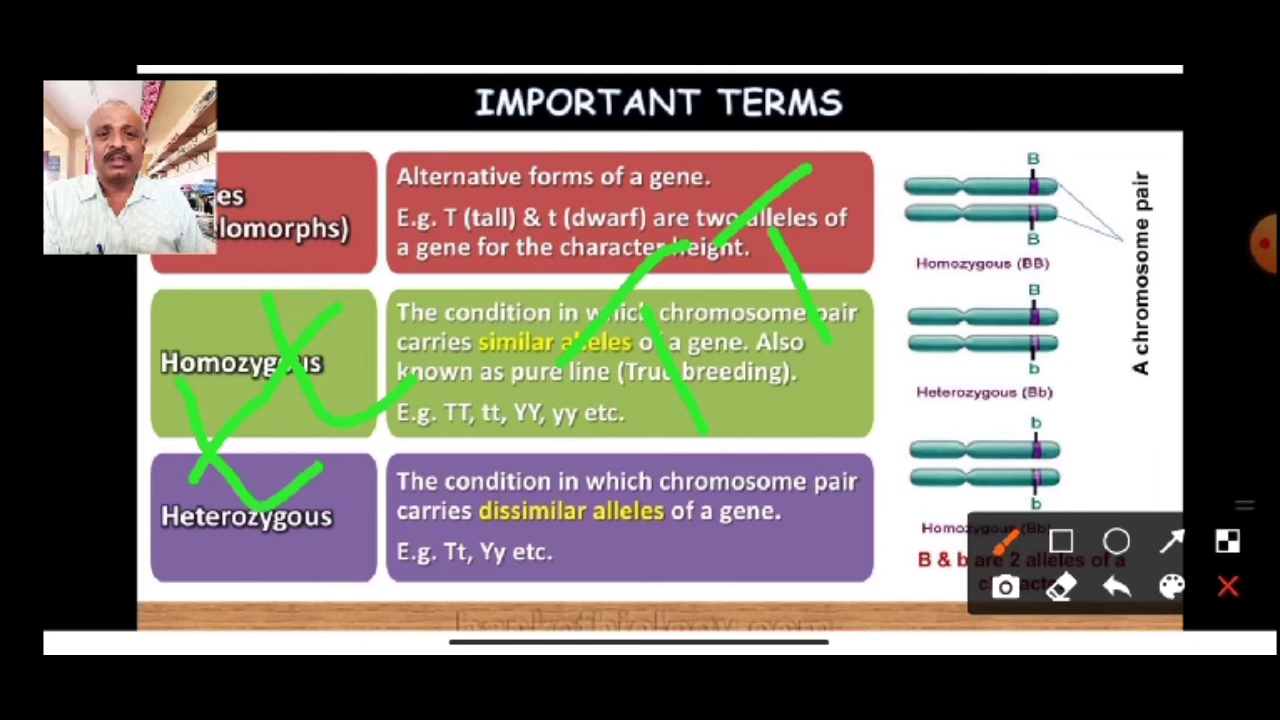 IMPORTANT TERMS
es
lomorphs)
Alternative forms of a gene.
E.g. T (tall) & t (dwarf) are two alleles of
a gene for the character height.
Homozygous
The condition in which chromosome pair
carries similar alleles of a gene. Also
known as pure line (True breeding).
E.g. TT, tt, YY, yy etc.
Heterozygous
The condition in which chromosome pair
carries dissimilar alleles of a gene.
E.g. Tt, Yy etc.
B
B
Homozygous (BB)
B
b
Heterozygous (Bb)
b
b
Homozygous (Bb)
B & b are 2 alleles of a
A chromosome pair
t
t
T
T